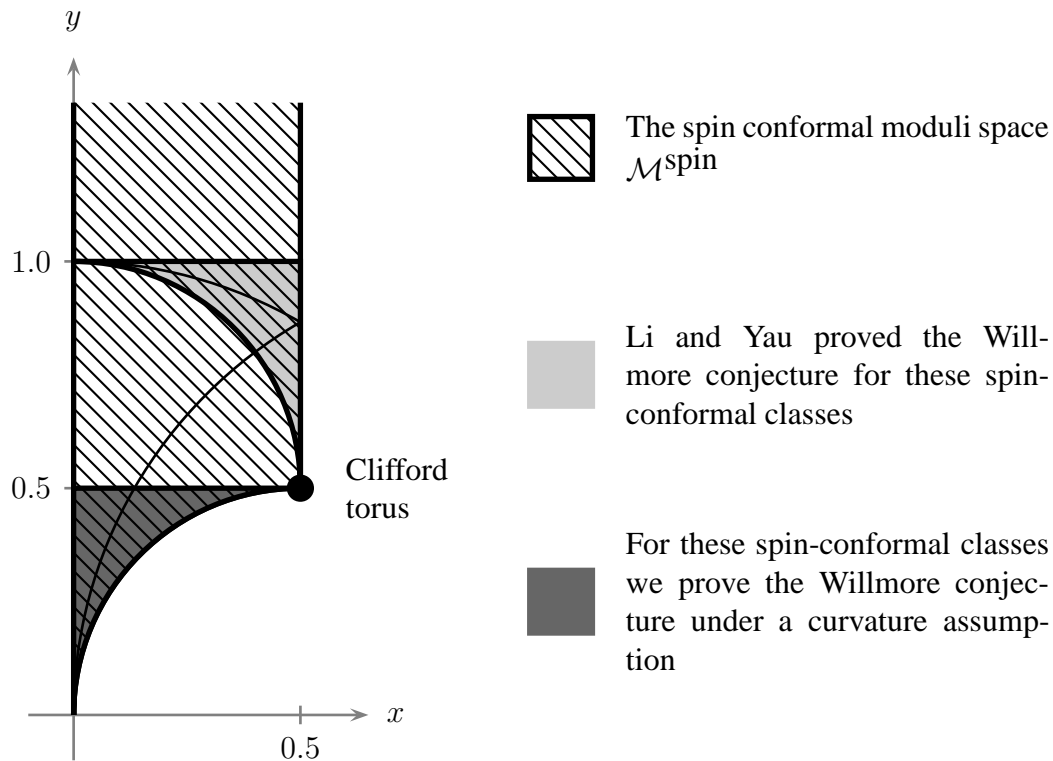 y
1.0
0.5
x
0.5
Clifford
torus
The spin conformal moduli space
ℳspin
Li and Yau proved the Will-
more conjecture for these spin-
conformal classes
For these spin-conformal classes
we prove the Willmore conjec-
ture under a curvature assump-
tion